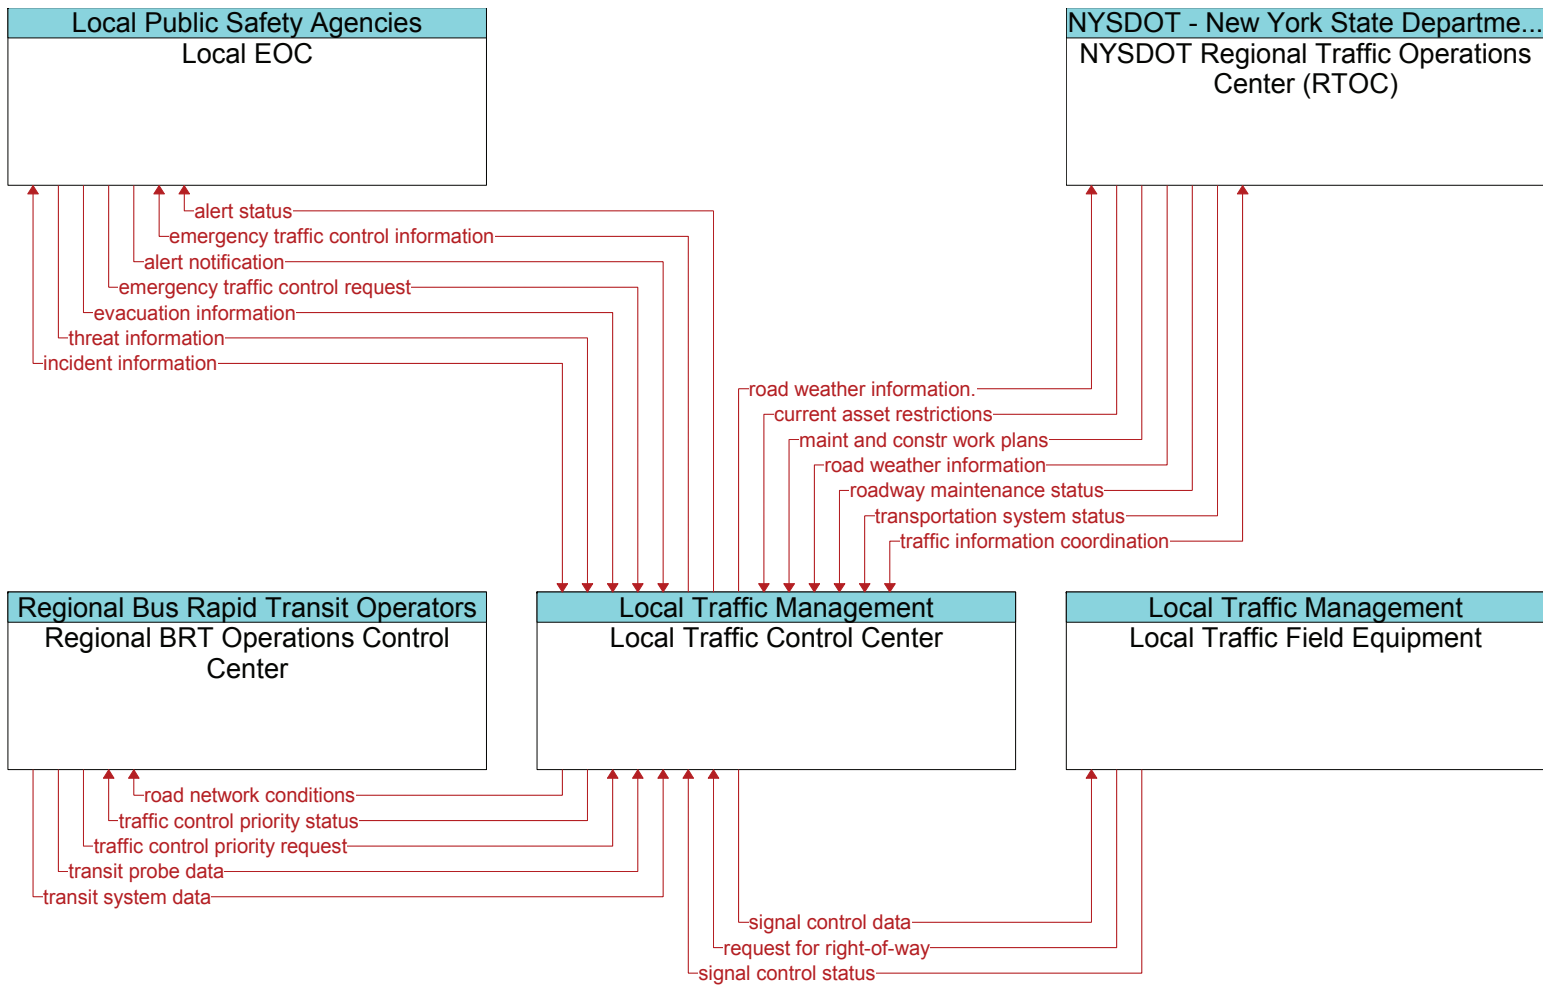 Local Public Safety Agencies
Local EOC
NYSDOT - New York State Departme...
NYSDOT Regional Traffic Operations
Center (RTOC)
alert status
emergency traffic control information
alert notification
emergency traffic control request
evacuation information
threat information
incident information
road weather information.
current asset restrictions
maint and constr work plans
road weather information
roadway maintenance status
transportation system status
traffic information coordination
Regional Bus Rapid Transit Operators
Regional BRT Operations Control
Center
Local Traffic Management
Local Traffic Control Center
Local Traffic Management
Local Traffic Field Equipment
road network conditions
traffic control priority status
traffic control priority request
transit probe data
transit system data
signal control data
request for right-of-way
signal control status